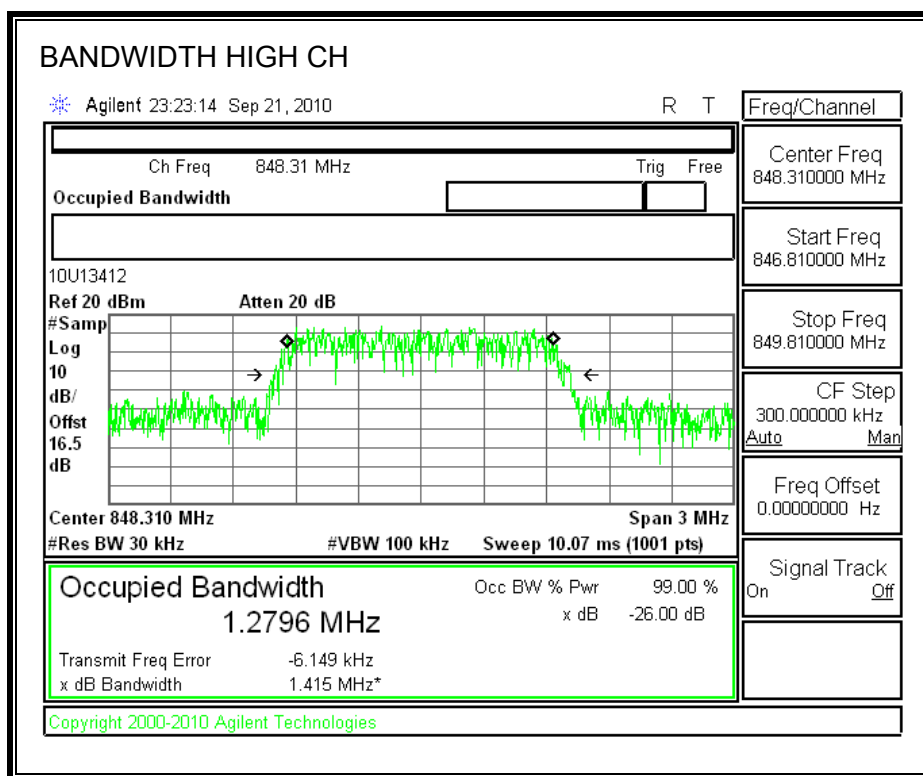 BANDWIDTH HIGH CH
Agilent 23:23:14 Sep 21, 2010 R T
Freq/Channel
Ch Freq 848.31 MHz Trig Free
Occupied Bandwidth
Center Freq
848.310000 MHz
Start Freq
846.810000 MHz
Stop Freq
849.810000 MHz
CF Step
300.000000 kHz
Auto Man
Freq Offset
0.00000000 Hz
Signal Track
On Off
10U13412
Ref 20 dBm Atten 20 dB
#Samp
Log
10
dB/
Offst
16.5
dB
Center 848.310 MHz Span 3 MHz
#Res BW 30 kHz #VBW 100 kHz Sweep 10.07 ms (1001 pts)
Occupied Bandwidth
1.2796 MHz
Occ BW % Pwr 99.00 %
x dB -26.00 dB
Transmit Freq Error -6.149 kHz
x dB Bandwidth 1.415 MHz*
Copyright 2000-2010 Agilent Technologies